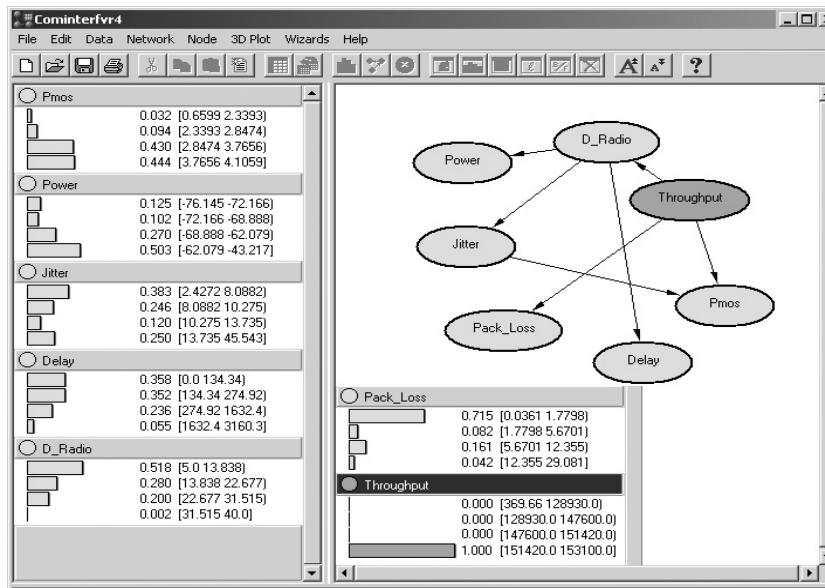 Cominterfvr4
File Edit Data Network Node 3D Plot Wizards Help
Pmos
0.032 [0.6599 2.3393)
0.094 [2.3393 2.8474)
0.430 [2.8474 3.7656)
0.444 [3.7656 4.1059)
Power
0.125 [-76.145 -72.166)
0.102 [-72.166 -68.888)
0.270 [-68.888 -62.079)
0.503 [-62.079 -43.217)
Jitter
0.383 [2.4272 8.0882)
0.246 [8.0882 10.275)
0.120 [10.275 13.735)
0.250 [13.735 45.543)
Delay
0.358 [0.0 134.34)
0.352 [134.34 274.92)
0.236 [274.92 1632.4)
0.055 [1632.4 3160.3)
D_Radio
0.518 [5.0 13.838)
0.280 [13.838 22.677)
0.200 [22.677 31.515)
0.002 [31.515 40.0)
D_Radio
Power
Throughput
Jitter
Pmos
Pack_Loss
Delay
Pack_Loss
0.715 [0.0361 1.7798)
0.082 [1.7798 5.6701)
0.161 [5.6701 12.355)
0.042 [12.355 29.081)
Throughput
0.000 [369.66 128930.0)
0.000 [128930.0 147600.0)
0.000 [147600.0 151420.0)
1.000 [151420.0 153100.0)